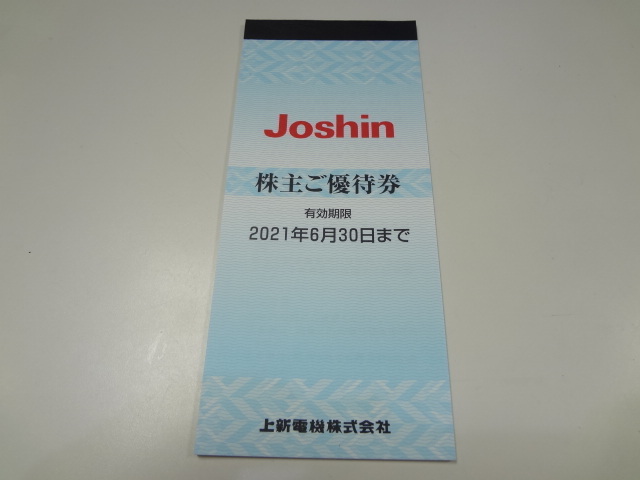 Joshin
株主ご優待券
有効期限
2021年6月30日まで
上新電機株式会社